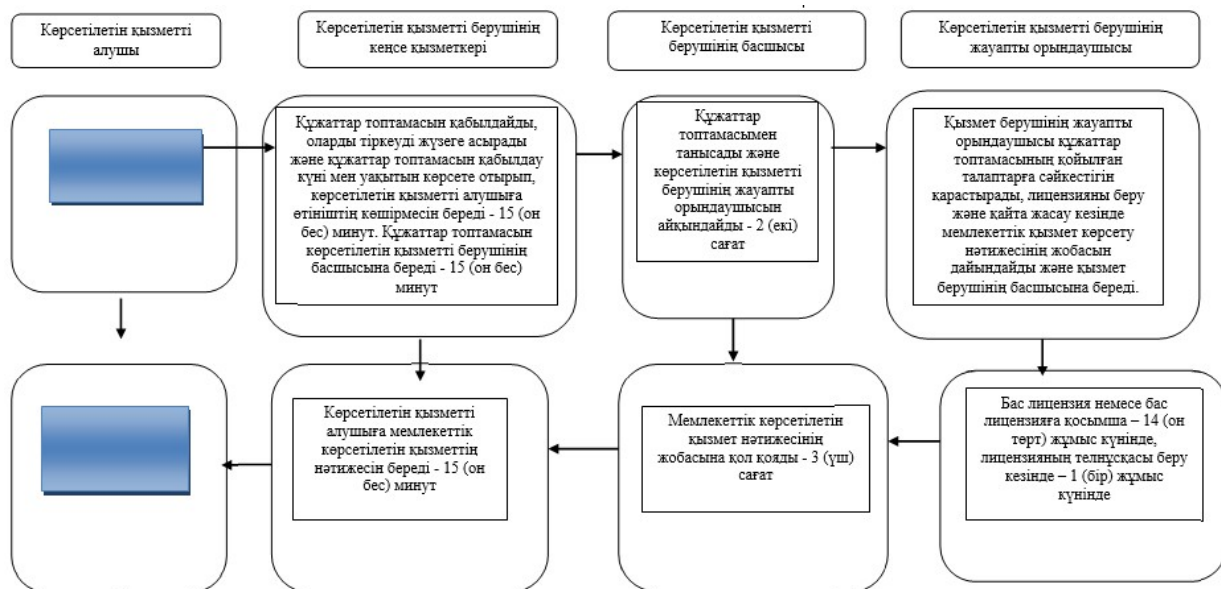 Көрсетілетін қызметті
алушы
Көрсетілетін қызметті берушінің
кеңсе қызметкері
Көрсетілетін қызметті
берушінің басшысы
Көрсетілетін қызметті берушінің
жауапты орындаушысы
Құжаттар топтамасын қабылдайды,
оларды тіркеуді жүзеге асырады
және құжаттар топтамасын қабылдау
күні мен уақытын көрсете отырып,
көрсетілетін қызметті алушыға
өтініштің көшірмесін береді - 15 (он
бес) минут. Құжаттар топтамасын
көрсетілетін қызметті берушінің
басшысына береді - 15 (он бес)
минут
Құжаттар
топтамасымен
танысады және
көрсетілетін қызметті
берушінің жауапты
орындаушысын
айқындайды - 2 (екі)
сағат
Қызмет берушінің жауапты
орындаушысы құжаттар
топтамасының қойылған
талаптарға сәйкестігін
қарастырады, лицензияны беру
және қайта жасау кезінде
мемлекеттік қызмет көрсету
нәтижесінің жобасын
дайындайды және қызмет
берушінің басшысына береді.
Көрсетілетін қызметті
алушыға мемлекеттік
көрсетілетін қызметтің
нәтижесін береді - 15 (он
бес) минут
Мемлекеттік көрсетілетін
қызмет нәтижесінің
жобасына қол қояды - 3 (үш)
сағат
Бас лицензия немесе бас
лицензияға қосымша – 14 (он
төрт) жұмыс күнінде,
лицензияның телнұсқасы беру
кезінде – 1 (бір) жұмыс
күнінде